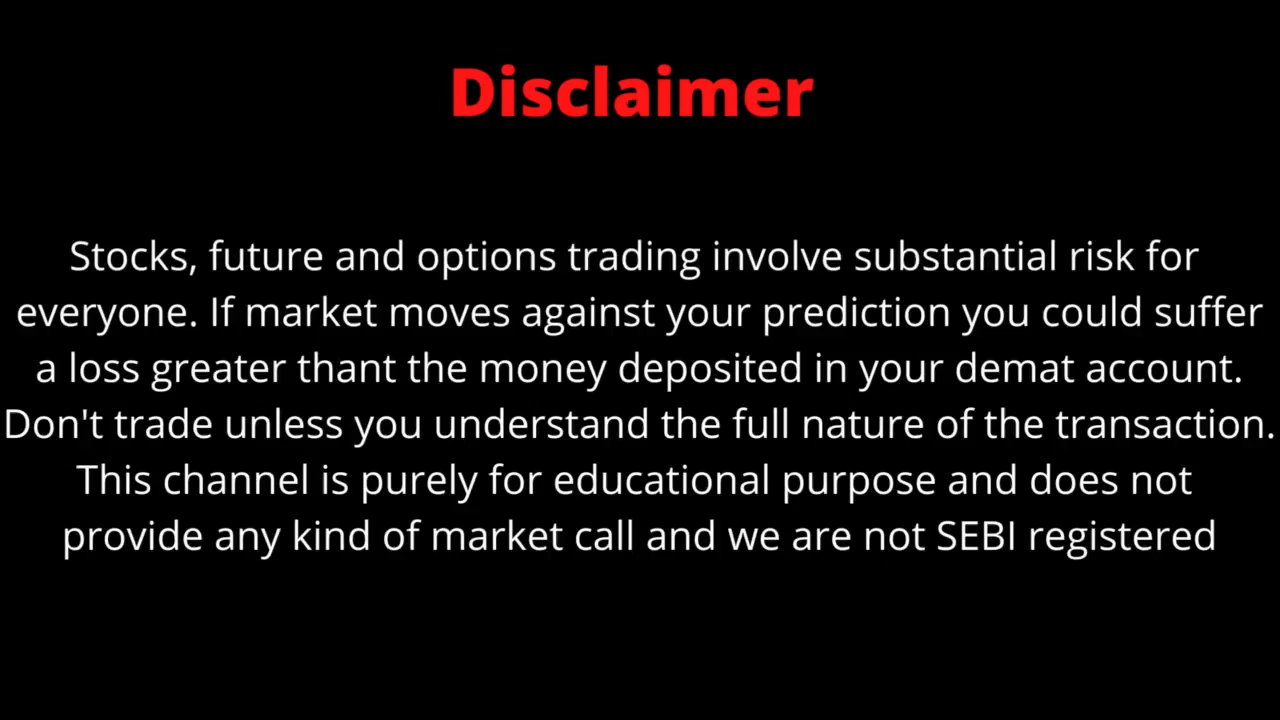 Disclaimer
Stocks, future and options trading involve substantial risk for
everyone. If market moves against your prediction you could suffer
a loss greater thant the money deposited in your demat account.
Don't trade unless you understand the full nature of the transaction.
This channel is purely for educational purpose and does not
provide any kind of market call and we are not SEBI registered